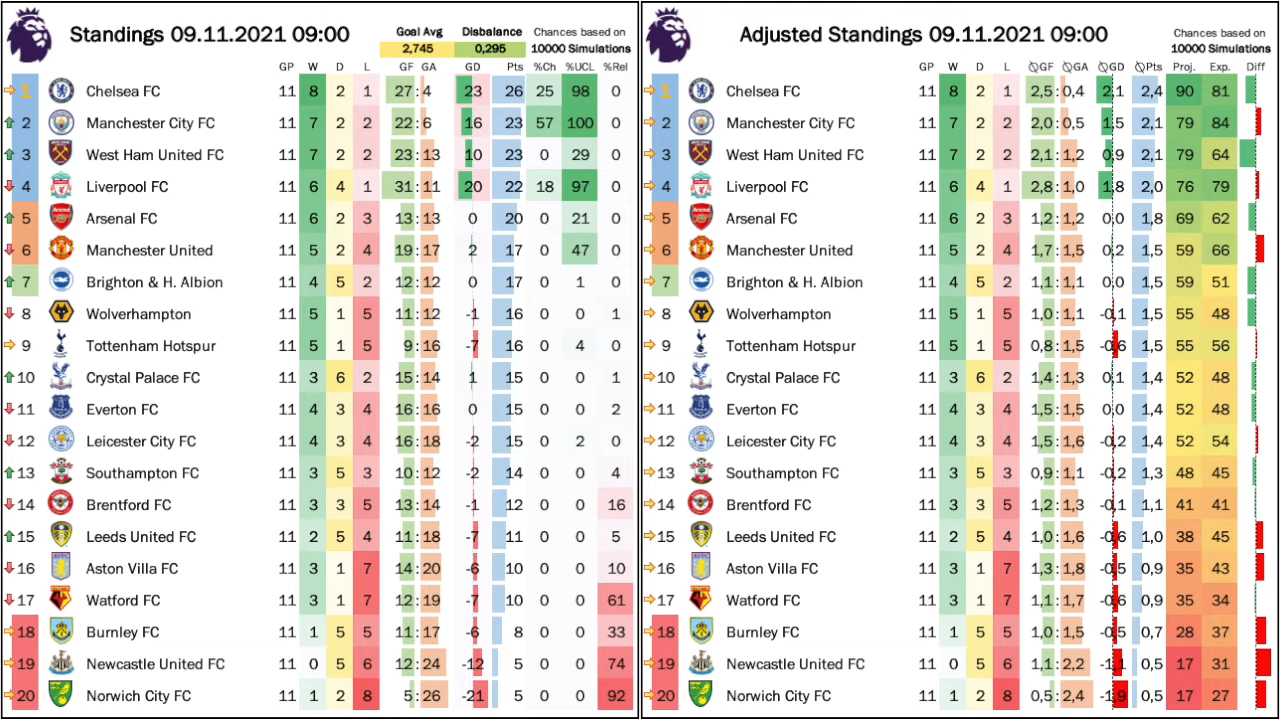 Standings 09.11.2021 09:00
Goal Avg Disbalance Chances based on
2,745 0,295 10000 Simulations
GP W D L GF GA GD Pts %Ch %UCL %Rel
1 Chelsea FC 11 8 2 1 27 : 4 23 26 25 98 0
2 Manchester City FC 11 7 2 2 22 : 6 16 23 57 100 0
3 West Ham United FC 11 7 2 2 23 : 13 10 23 0 29 0
4 Liverpool FC 11 6 4 1 31 : 11 20 22 18 97 0
5 Arsenal FC 11 6 2 3 13 : 13 0 20 0 21 0
6 Manchester United 11 5 2 4 19 : 17 2 17 0 47 0
7 Brighton & H. Albion 11 4 5 2 12 : 12 0 17 0 1 0
8 Wolverhampton 11 5 1 5 11 : 12 -1 16 0 0 1
9 Tottenham Hotspur 11 5 1 5 9 : 16 -7 16 0 4 0
10 Crystal Palace FC 11 3 6 2 15 : 14 1 15 0 0 1
11 Everton FC 11 4 3 4 16 : 16 0 15 0 0 2
12 Leicester City FC 11 4 3 4 16 : 18 -2 15 0 2 0
13 Southampton FC 11 3 5 3 10 : 12 -2 14 0 0 4
14 Brentford FC 11 3 3 5 13 : 14 -1 12 0 0 16
15 Leeds United FC 11 2 5 4 11 : 18 -7 11 0 0 5
16 Aston Villa FC 11 3 1 7 14 : 20 -6 10 0 0 10
17 Watford FC 11 3 1 7 12 : 19 -7 10 0 0 61
18 Burnley FC 11 1 5 5 11 : 17 -6 8 0 0 33
19 Newcastle United FC 11 0 5 6 12 : 24 -12 5 0 0 74
20 Norwich City FC 11 1 2 8 5 : 26 -21 5 0 0 92
Adjusted Standings 09.11.2021 09:00
Chances based on
10000 Simulations
GP W D L ∅GF ∅GA ∅GD ∅Pts Proj. Exp. Diff
1 Chelsea FC 11 8 2 1 2,5 : 0,4 2,1 2,4 90 81
2 Manchester City FC 11 7 2 2 2,0 : 0,5 1,5 2,1 79 84
3 West Ham United FC 11 7 2 2 2,1 : 1,2 0,9 2,1 79 64
4 Liverpool FC 11 6 4 1 2,8 : 1,0 1,8 2,0 76 79
5 Arsenal FC 11 6 2 3 1,2 : 1,2 0,0 1,8 69 62
6 Manchester United 11 5 2 4 1,7 : 1,5 0,2 1,5 59 66
7 Brighton & H. Albion 11 4 5 2 1,1 : 1,1 0,0 1,5 59 51
8 Wolverhampton 11 5 1 5 1,0 : 1,1 -0,1 1,5 55 48
9 Tottenham Hotspur 11 5 1 5 0,8 : 1,5 -0,6 1,5 55 56
10 Crystal Palace FC 11 3 6 2 1,4 : 1,3 0,1 1,4 52 48
11 Everton FC 11 4 3 4 1,5 : 1,5 0,0 1,4 52 48
12 Leicester City FC 11 4 3 4 1,5 : 1,6 -0,2 1,4 52 54
13 Southampton FC 11 3 5 3 0,9 : 1,1 -0,2 1,3 48 45
14 Brentford FC 11 3 3 5 1,2 : 1,3 -0,1 1,1 41 41
15 Leeds United FC 11 2 5 4 1,0 : 1,6 -0,6 1,0 38 45
16 Aston Villa FC 11 3 1 7 1,3 : 1,8 -0,5 0,9 35 43
17 Watford FC 11 3 1 7 1,1 : 1,7 -0,6 0,9 35 34
18 Burnley FC 11 1 5 5 1,0 : 1,5 -0,5 0,7 28 37
19 Newcastle United FC 11 0 5 6 1,1 : 2,2 -1,1 0,5 17 31
20 Norwich City FC 11 1 2 8 0,5 : 2,4 -1,9 0,5 17 27